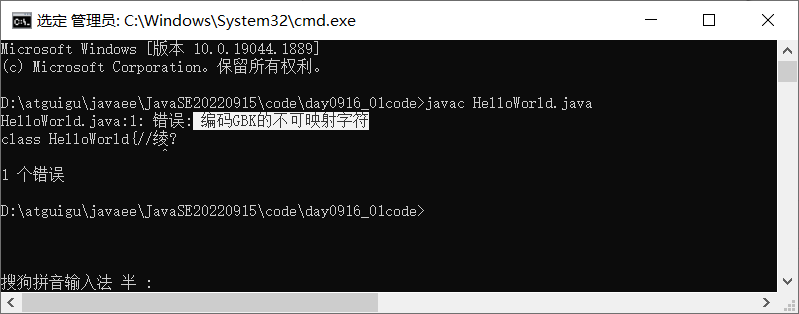 选定 管理员: C:\Windows\System32\cmd.exe
Microsoft Windows [版本 10.0.19044.1889]
(c) Microsoft Corporation。保留所有权利。
D:\atguigu\javaee\JavaSE20220915\code\day0916_01code>javac HelloWorld.java
HelloWorld.java:1: 错误: 编码GBK的不可映射字符
class HelloWorld{//绫?
^
1 个错误
D:\atguigu\javaee\JavaSE20220915\code\day0916_01code>
搜狗拼音输入法 半 :